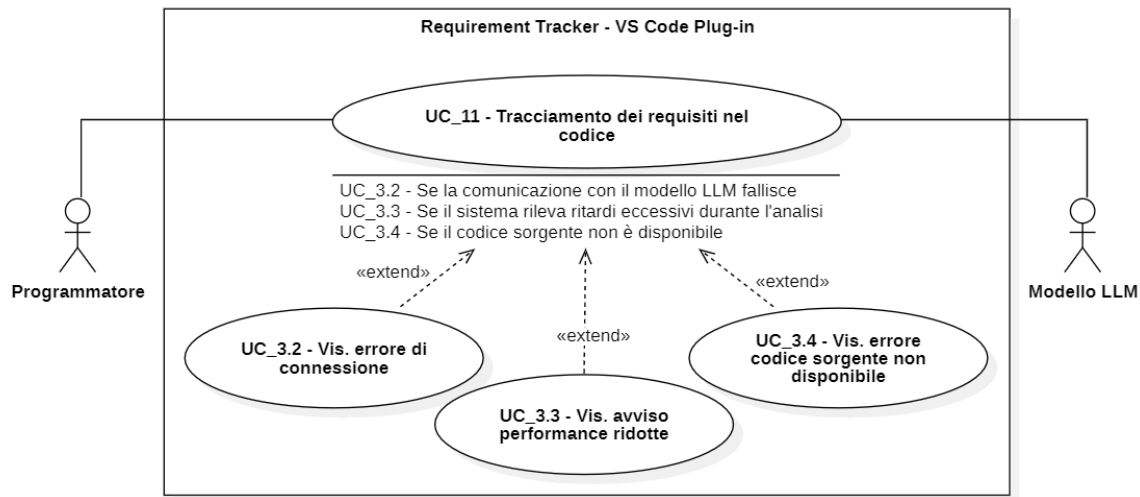 Requirement Tracker - VS Code Plug-in
UC_11 - Tracciamento dei requisiti nel
codice
UC_3.2 - Se la comunicazione con il modello LLM fallisce
UC_3.3 - Se il sistema rileva ritardi eccessivi durante l'analisi
UC_3.4 - Se il codice sorgente non è disponibile
Programmatore
Modello LLM
«extend»
«extend»
«extend»
UC_3.2 - Vis. errore di
connessione
UC_3.3 - Vis. avviso
performance ridotte
UC_3.4 - Vis. errore
codice sorgente non
disponibile